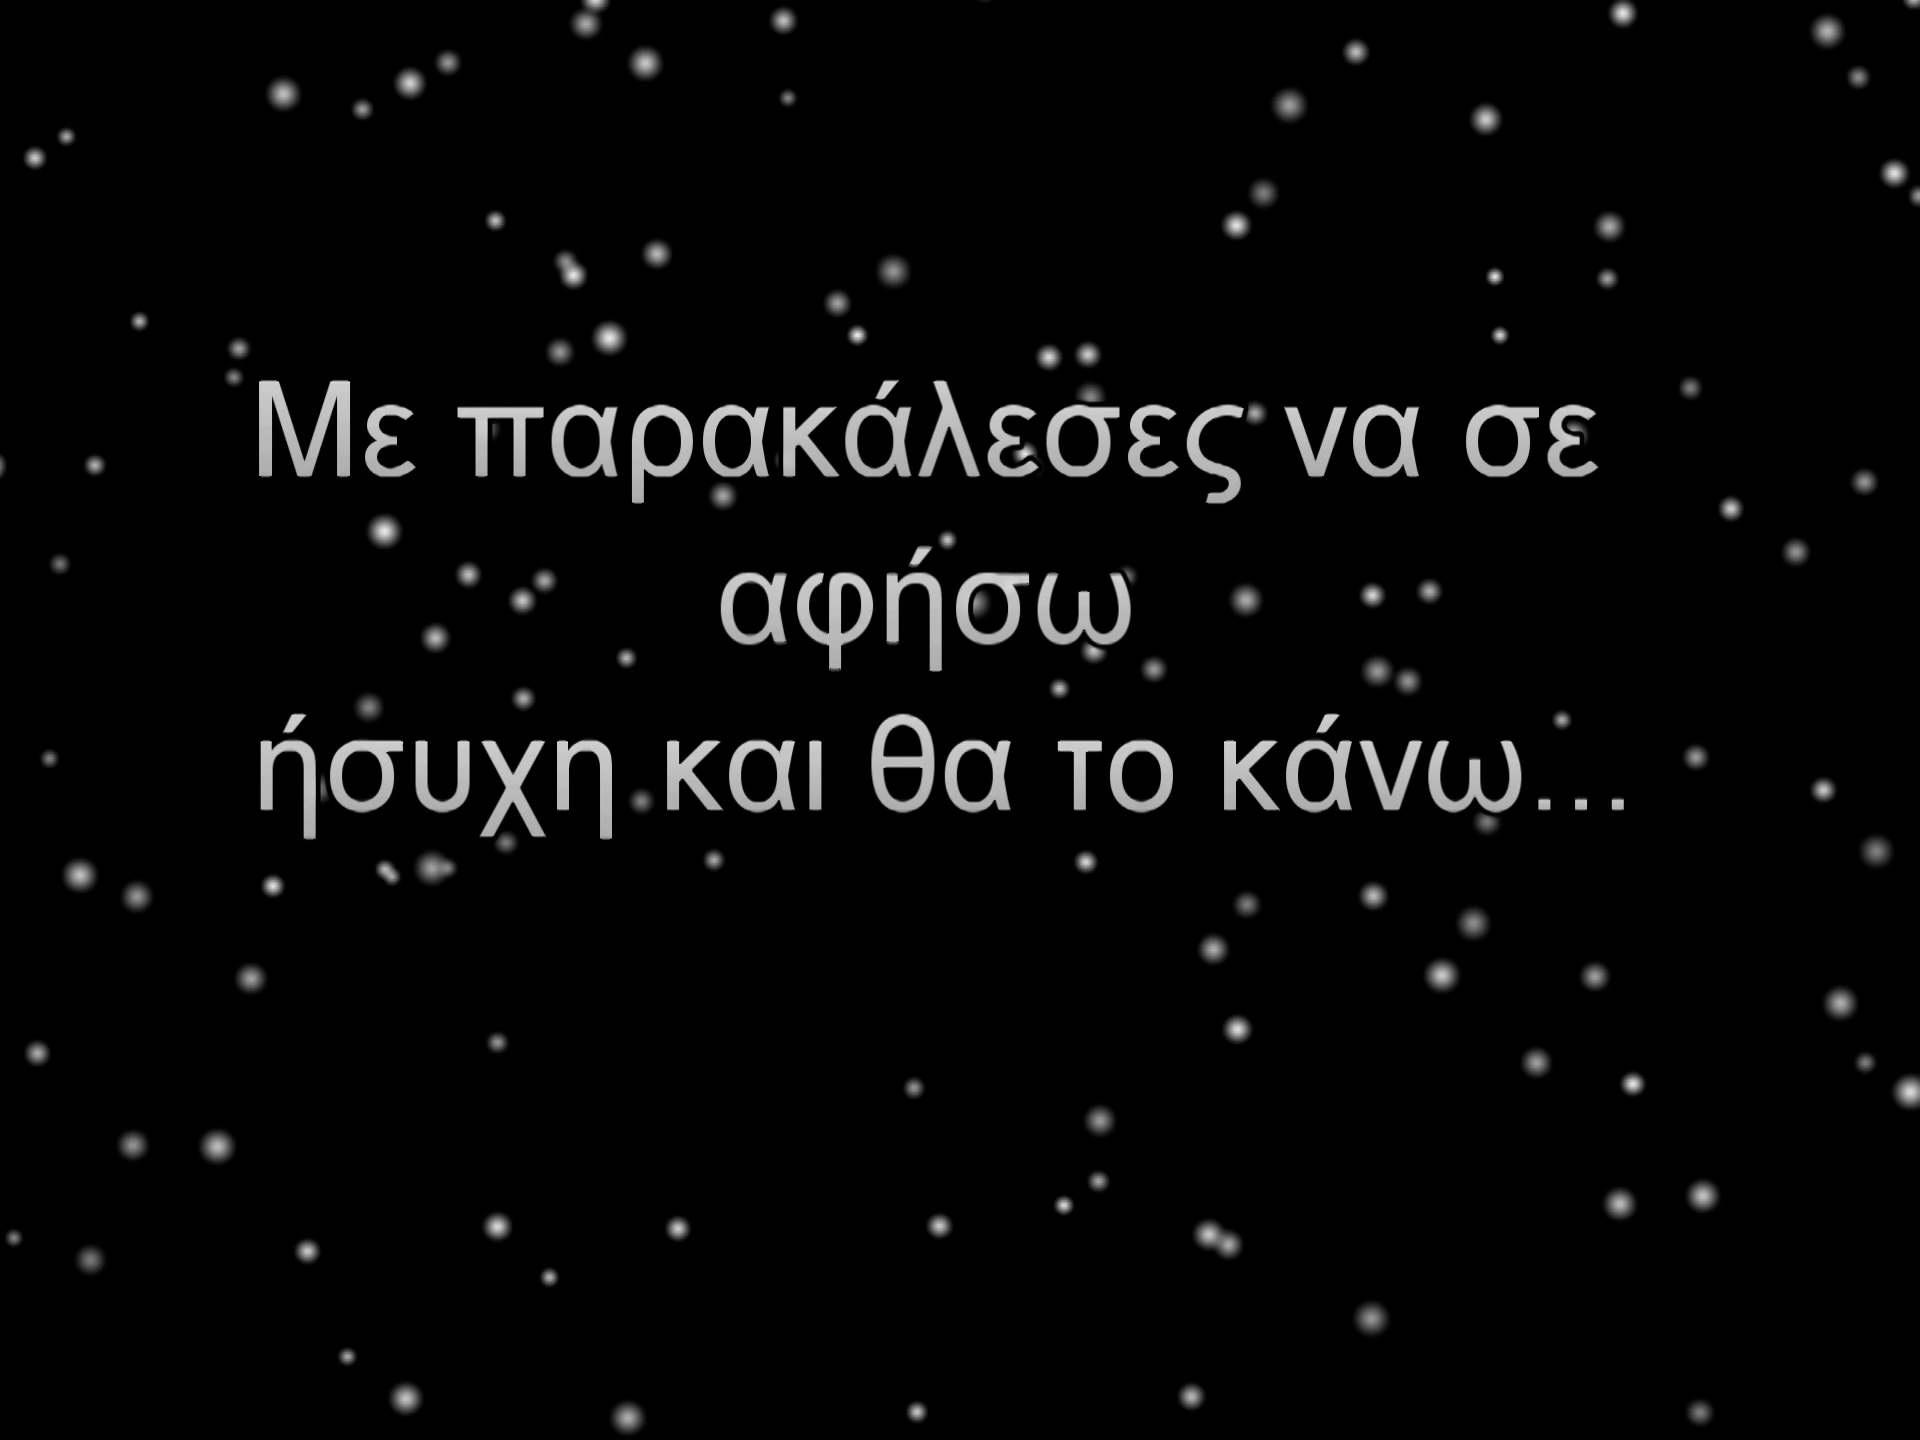 Με παρακάλεσες να σε
αφήσω
ήσυχη και θα το κάνω...